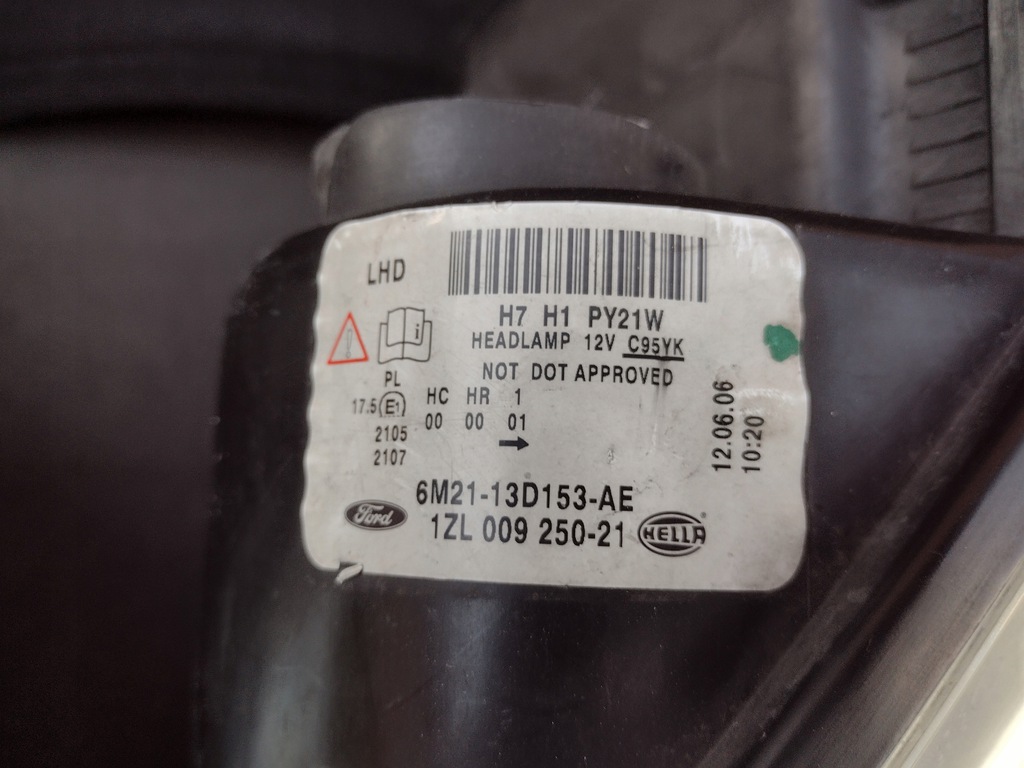 LHD
H7 H1 PY21W
HEADLAMP 12V C95YK
NOT DOT APPROVED
i
PL
17.5 E1
2105
2107
HC HR 1
00 00 01
12.06.06
10:20
6M21-13D153-AE
Ford
1ZL 009 250-21
HELLA